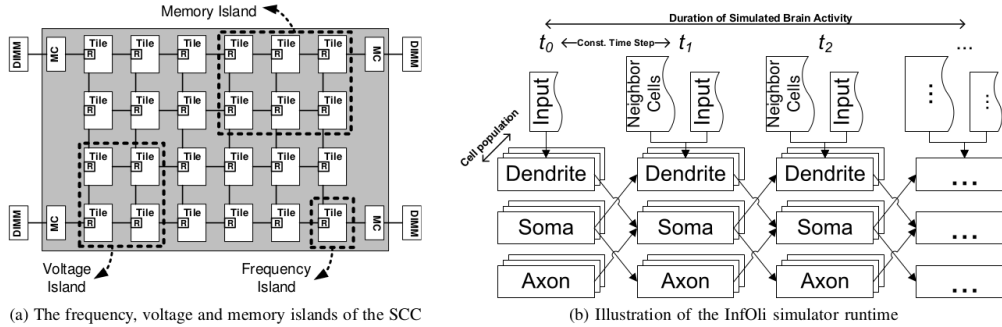 Memory Island
DIMM MC Tile Tile Tile Tile Tile Tile MC DIMM
R R R R R R
Tile Tile Tile Tile Tile Tile
R R R R R R
Tile Tile Tile Tile Tile Tile
R R R R R R
DIMM MC Tile Tile Tile Tile Tile Tile MC DIMM
R R R R R R
Voltage
Island
Frequency
Island
(a) The frequency, voltage and memory islands of the SCC
Duration of Simulated Brain Activity
t0 Const. Time Step t1 t2 ...
Cell population
Input
Neighbor
Cells
Input
Neighbor
Cells
Input
...
...
Dendrite Dendrite Dendrite ...
Soma Soma Soma ...
Axon Axon Axon ...
(b) Illustration of the InfOli simulator runtime